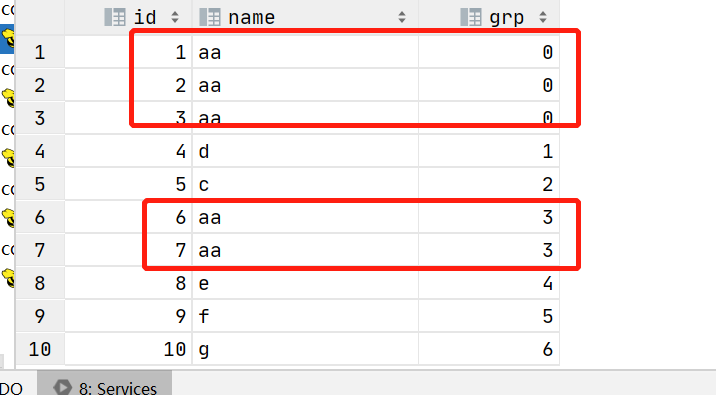 id name grp
1 1 aa 0
2 2 aa 0
3 3 aa 0
4 4 d 1
5 5 c 2
6 6 aa 3
7 7 aa 3
8 8 e 4
9 9 f 5
10 10 g 6
DO 8: Services